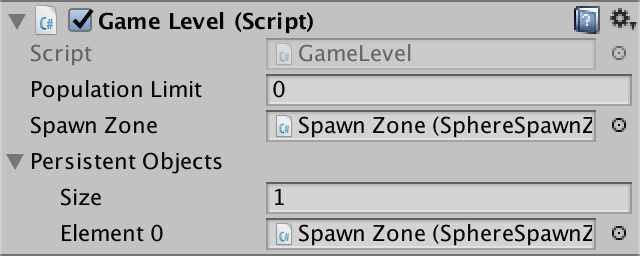 Game Level (Script)
Script GameLevel
Population Limit 0
Spawn Zone Spawn Zone (SphereSpawnZ
Persistent Objects
Size 1
Element 0 Spawn Zone (SphereSpawnZ